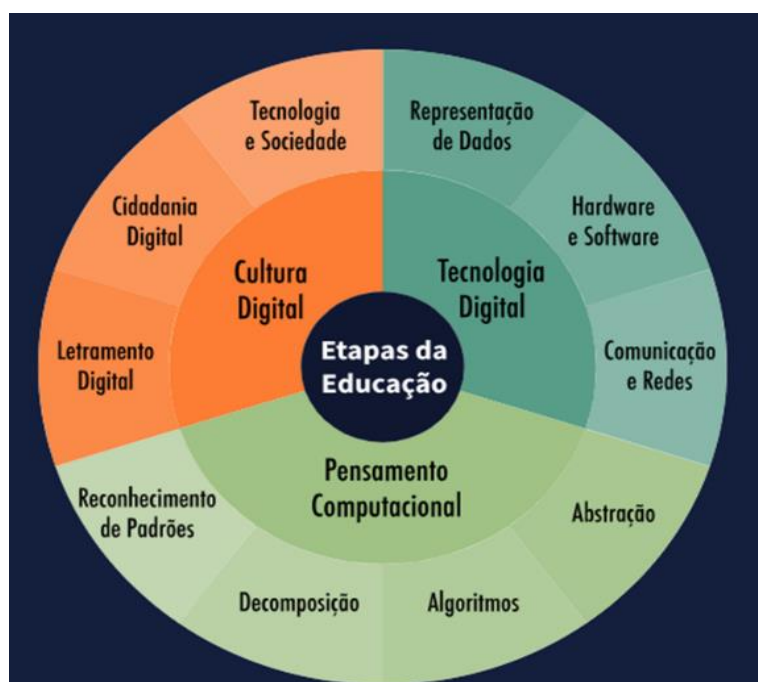 Tecnologia
e Sociedade
Representação
de Dados
Cidadania
Digital
Hardware
e Software
Cultura
Digital
Tecnologia
Digital
Letramento
Digital
Etapas da
Educação
Comunicação
e Redes
Pensamento
Computacional
Reconhecimento
de Padrões
Abstração
Decomposição
Algoritmos